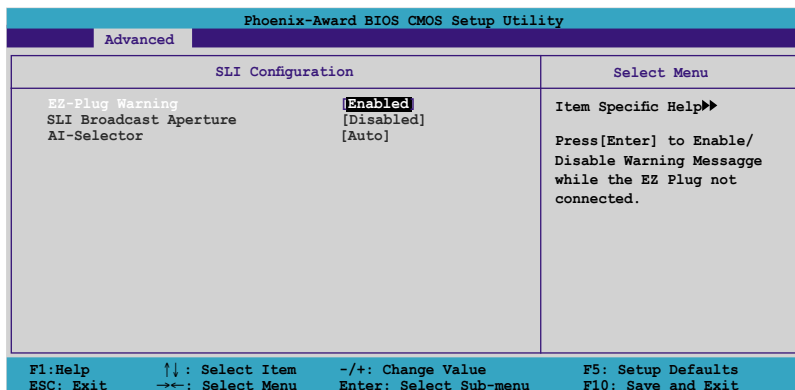 Phoenix-Award BIOS CMOS Setup Utility
Advanced
SLI Configuration
Select Menu
EZ-Plug Warning [Enabled]
SLI Broadcast Aperture [Disabled]
AI-Selector [Auto]
Item Specific Help▶▶
Press[Enter] to Enable/
Disable Warning Messagge
while the EZ Plug not
connected.
F1:Help ↑↓: Select Item -/+: Change Value F5: Setup Defaults
ESC: Exit →←: Select Menu Enter: Select Sub-menu F10: Save and Exit